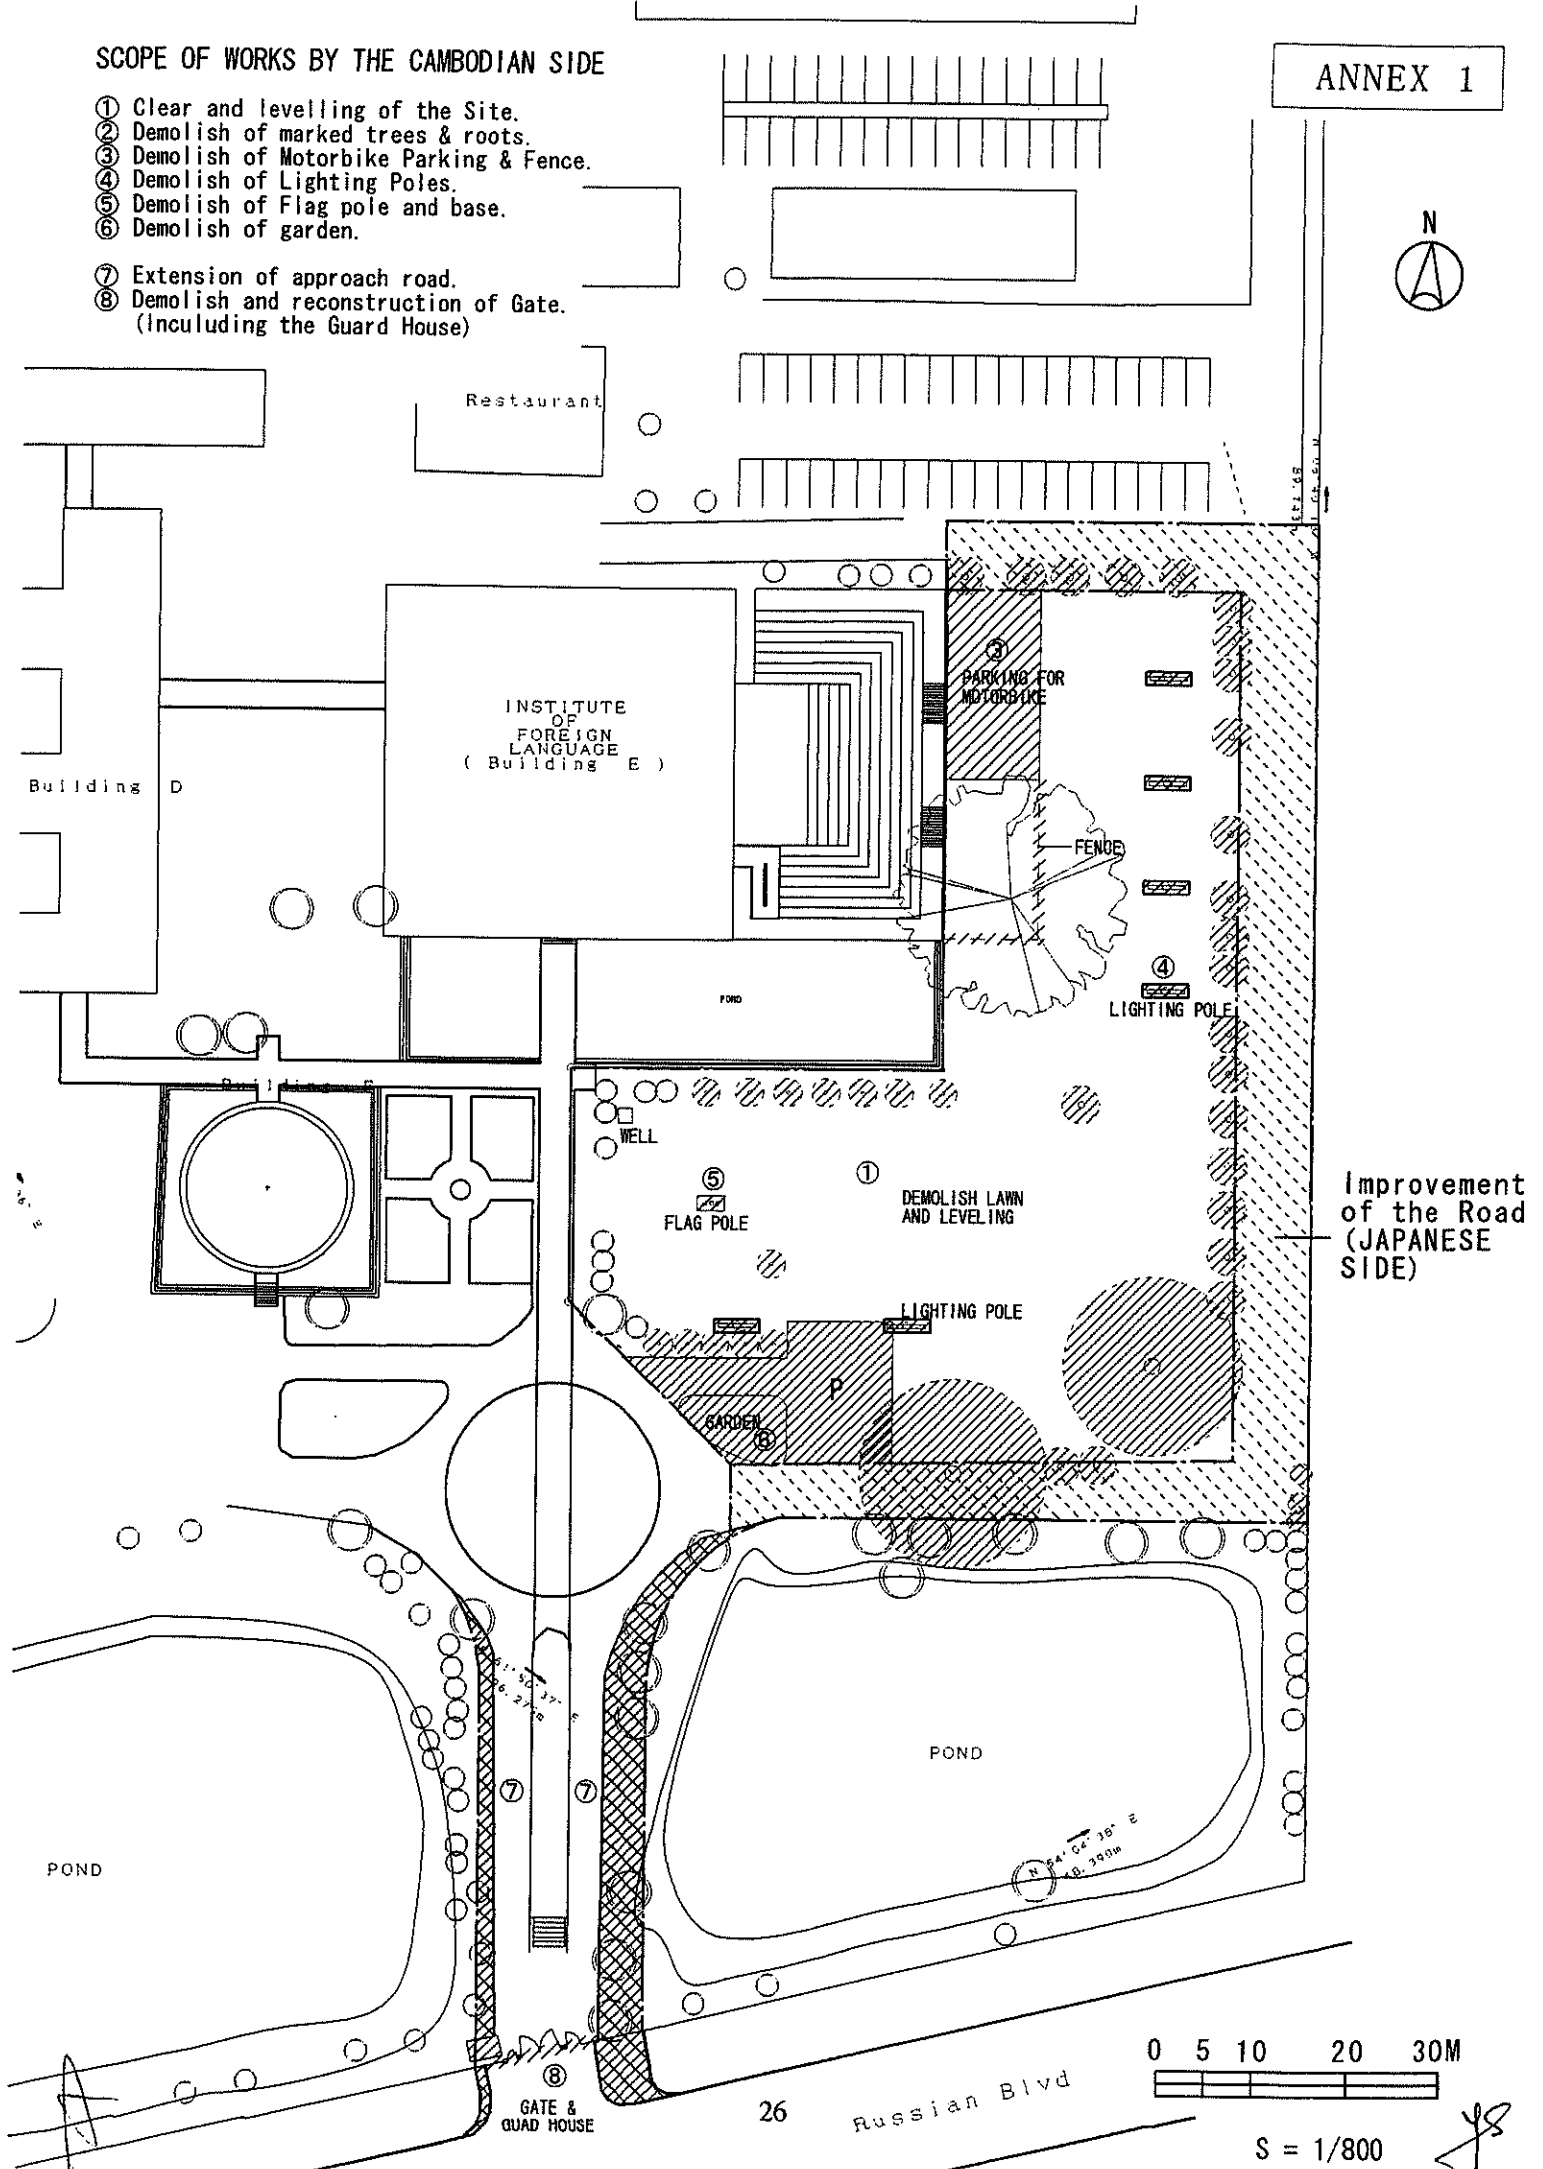 SCOPE OF WORKS BY THE CAMBODIAN SIDE
ANNEX 1
① Clear and levelling of the Site.
② Demolish of marked trees & roots.
③ Demolish of Motorbike Parking & Fence.
④ Demolish of Lighting Poles.
⑤ Demolish of Flag pole and base.
⑥ Demolish of garden.
⑦ Extension of approach road.
⑧ Demolish and reconstruction of Gate.
(Inculuding the Guard House)
N
Restaurant
③
PARKING FOR
MOTORBIKE
INSTITUTE
OF
FOREIGN
LANGUAGE
( Building E )
Building D
FENCE
④
LIGHTING POLE
POND
WELL
⑤
FLAG POLE
①
DEMOLISH LAWN
AND LEVELING
Improvement
of the Road
(JAPANESE
SIDE)
LIGHTING POLE
P
GARDEN
⑥
⑦
⑦
POND
POND
⑧
GATE &
QUAD HOUSE
26
Russian Blvd
0 5 10 20 30M
S = 1/800